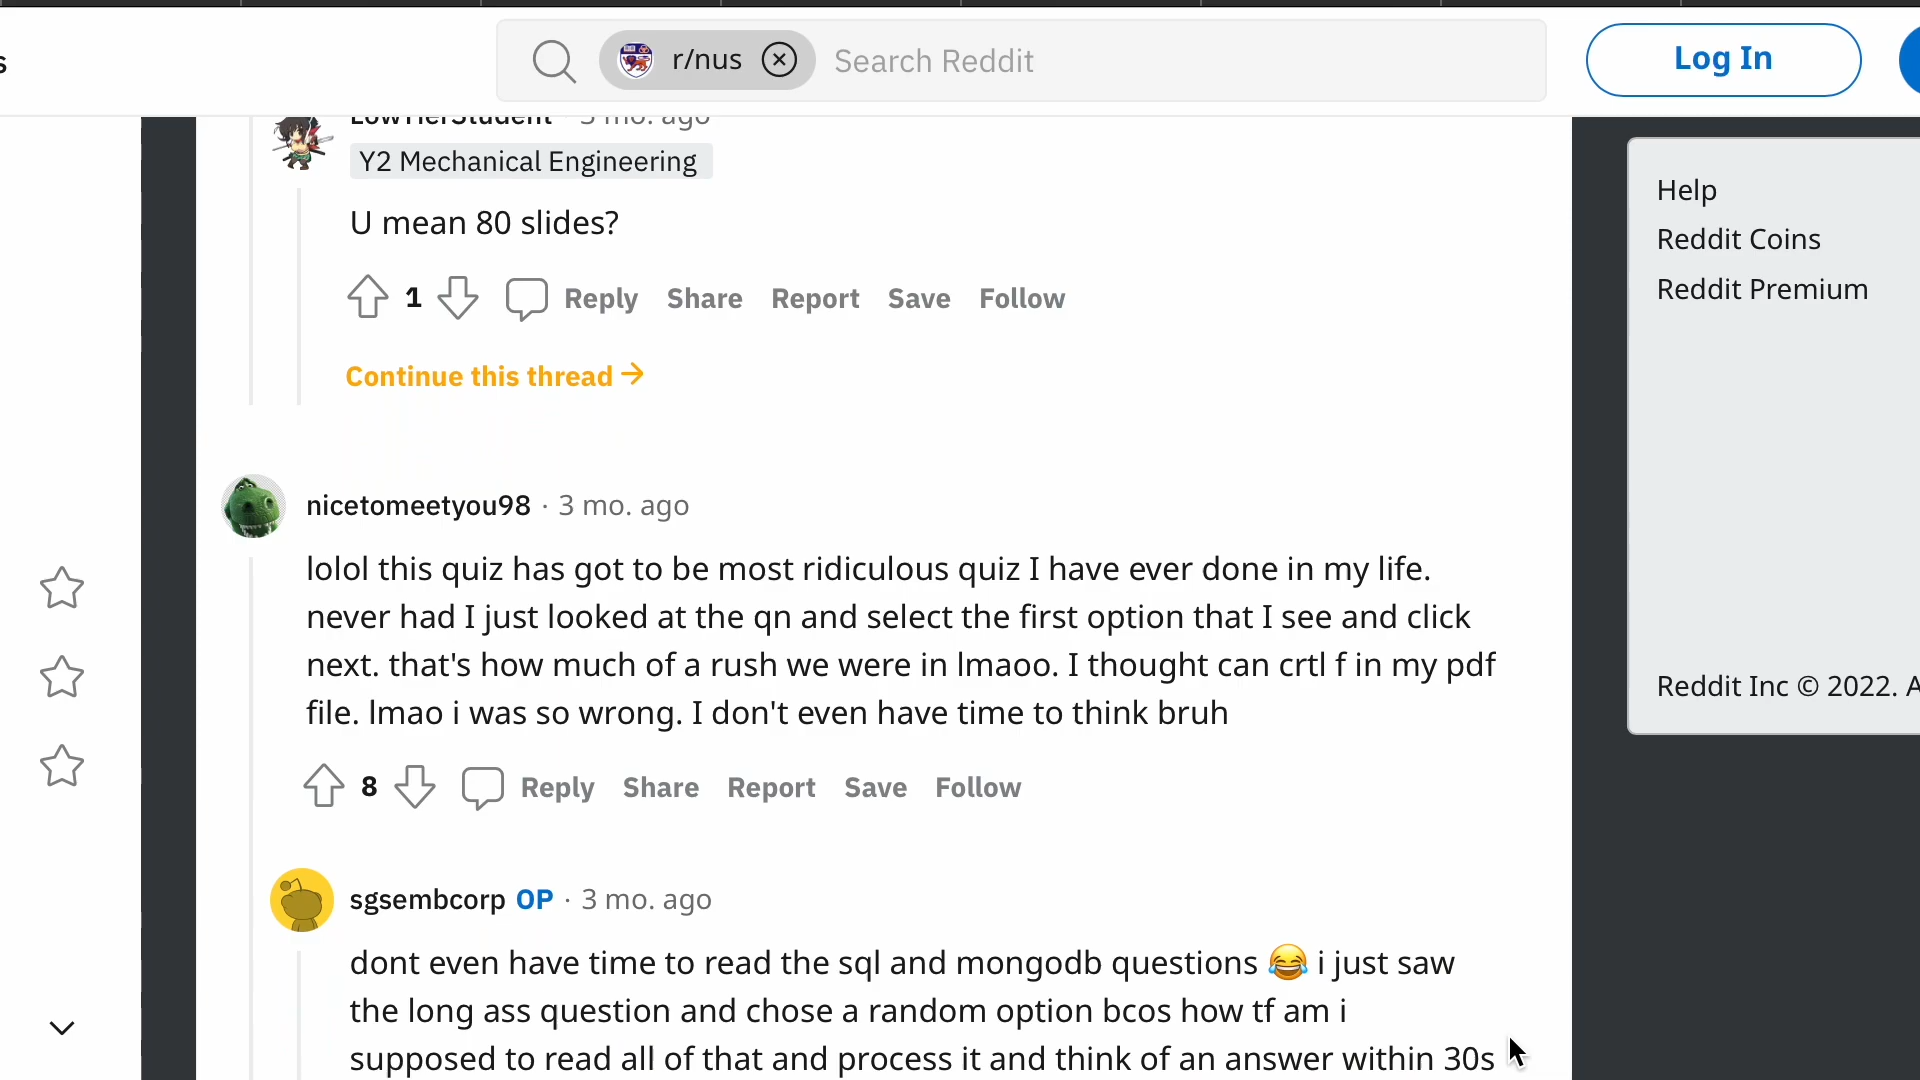 s
r/nus
Search Reddit
Log In
LowTierStudent · 3 mo. ago
Y2 Mechanical Engineering
U mean 80 slides?
1 Reply Share Report Save Follow
Continue this thread →
nicetomeetyou98 · 3 mo. ago
lolol this quiz has got to be most ridiculous quiz I have ever done in my life.
never had I just looked at the qn and select the first option that I see and click
next. that's how much of a rush we were in lmaoo. I thought can crtl f in my pdf
file. lmao i was so wrong. I don't even have time to think bruh
8 Reply Share Report Save Follow
sgsembcorp OP · 3 mo. ago
dont even have time to read the sql and mongodb questions 😂 i just saw
the long ass question and chose a random option bcos how tf am i
supposed to read all of that and process it and think of an answer within 30s
Help
Reddit Coins
Reddit Premium
Reddit Inc © 2022. A